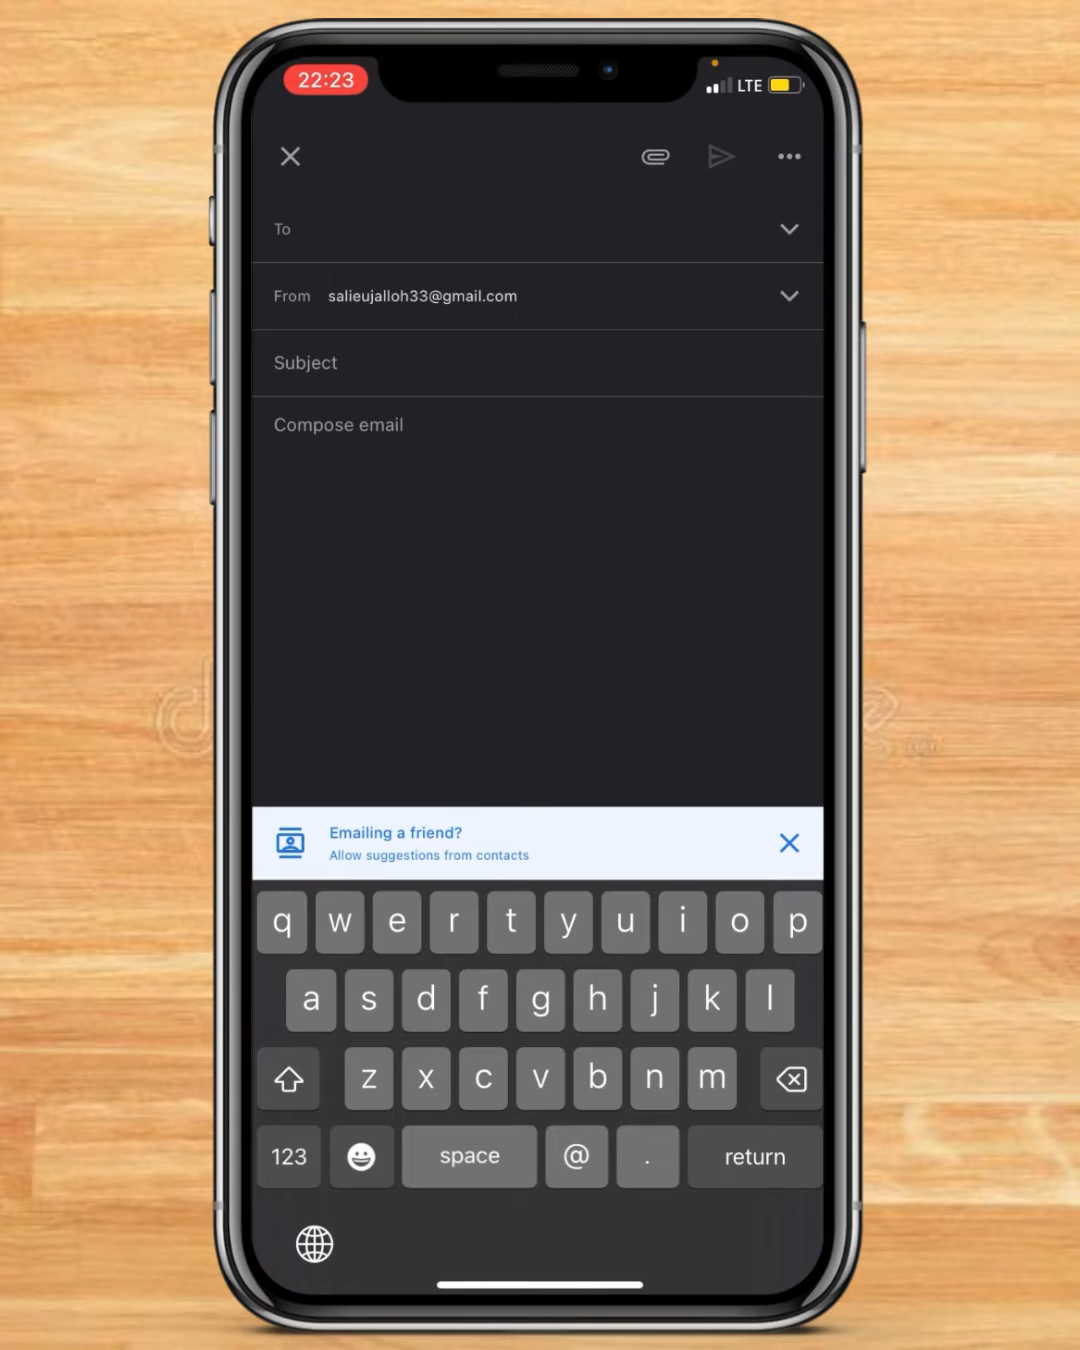 22:23
LTE
To
From salieujalloh33@gmail.com
Subject
Compose email
Emailing a friend?
Allow suggestions from contacts
q w e r t y u i o p
a s d f g h j k l
z x c v b n m
123 space @ . return